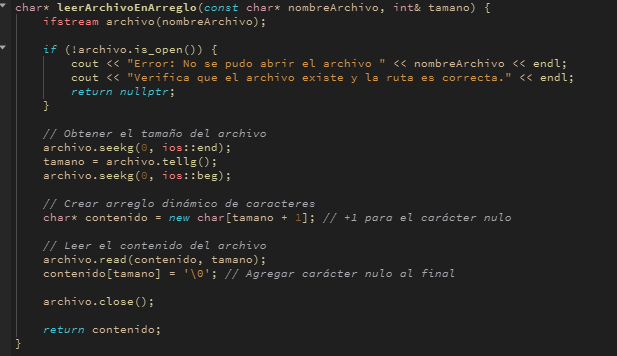 char* leerArchivoEnArreglo(const char* nombreArchivo, int& tamano) {
    ifstream archivo(nombreArchivo);

    if (!archivo.is_open()) {
        cout << "Error: No se pudo abrir el archivo " << nombreArchivo << endl;
        cout << "Verifica que el archivo existe y la ruta es correcta." << endl;
        return nullptr;
    }

    // Obtener el tamaño del archivo
    archivo.seekg(0, ios::end);
    tamano = archivo.tellg();
    archivo.seekg(0, ios::beg);

    // Crear arreglo dinámico de caracteres
    char* contenido = new char[tamano + 1]; // +1 para el carácter nulo

    // Leer el contenido del archivo
    archivo.read(contenido, tamano);
    contenido[tamano] = '\0'; // Agregar carácter nulo al final

    archivo.close();

    return contenido;
}